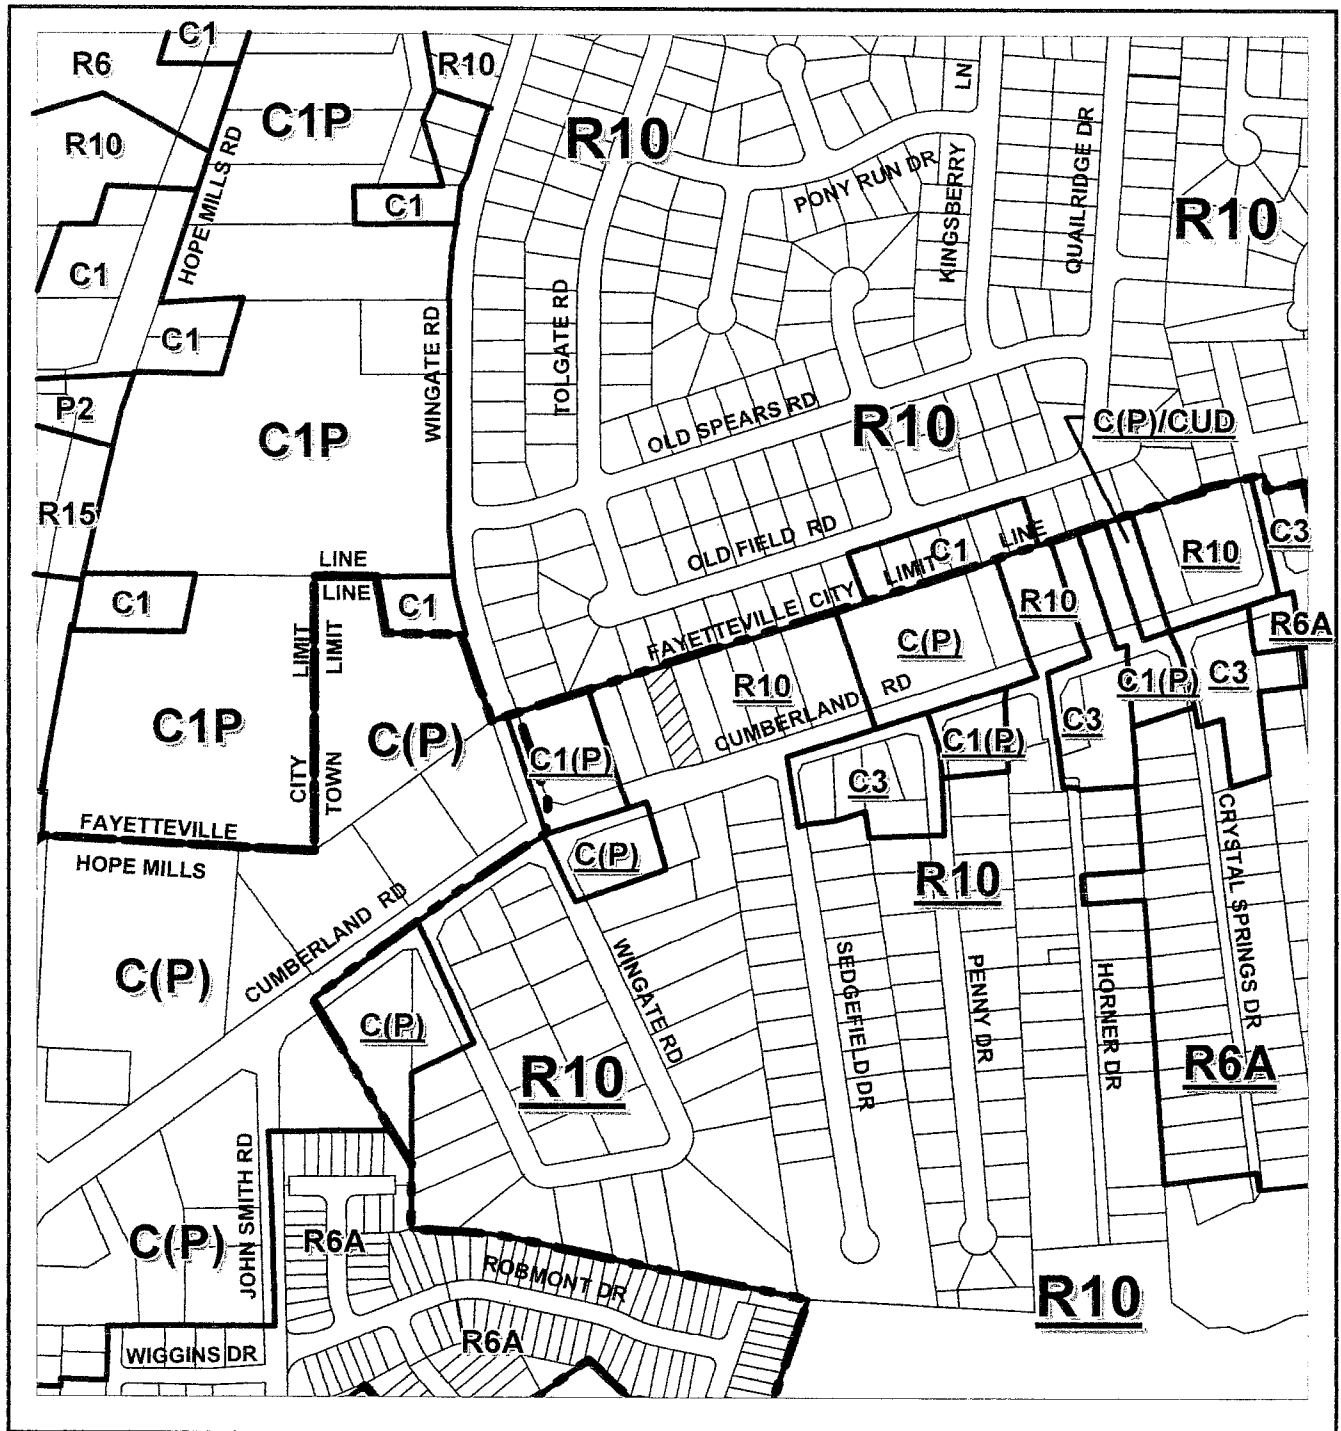 C1
R6
R10
C1P
R10
R10
LN
R10
HOPE MILLS RD
PONY RUN DR
KINGSBERRY
QUAILRIDGE DR
R10
C1
C1
C1
WINGATE RD
TOLGATE RD
P2
C1P
OLD SPEARS RD
R10
C(P)/CUD
R15
OLD FIELD RD
C1
LINE
R10
C3
LINE
LINE
C1
C1
LIMIT
LIMIT
FAYETTEVILLE CITY LIMIT
R10
R6A
C(P)
C1P
C(P)
R10
CUMBERLAND RD
C1(P)
C3
C1(P)
C1(P)
C3
C3
CITY
TOWN
FAYETTEVILLE
HOPE MILLS
C(P)
R10
CRYSTAL SPRINGS DR
CUMBERLAND RD
C(P)
WINGATE RD
SEDGEFIELD DR
PENNY DR
HORNER DR
C(P)
R10
R6A
JOHN SMITH RD
C(P)
R6A
ROBMONT DR
R10
WIGGINS DR
R6A